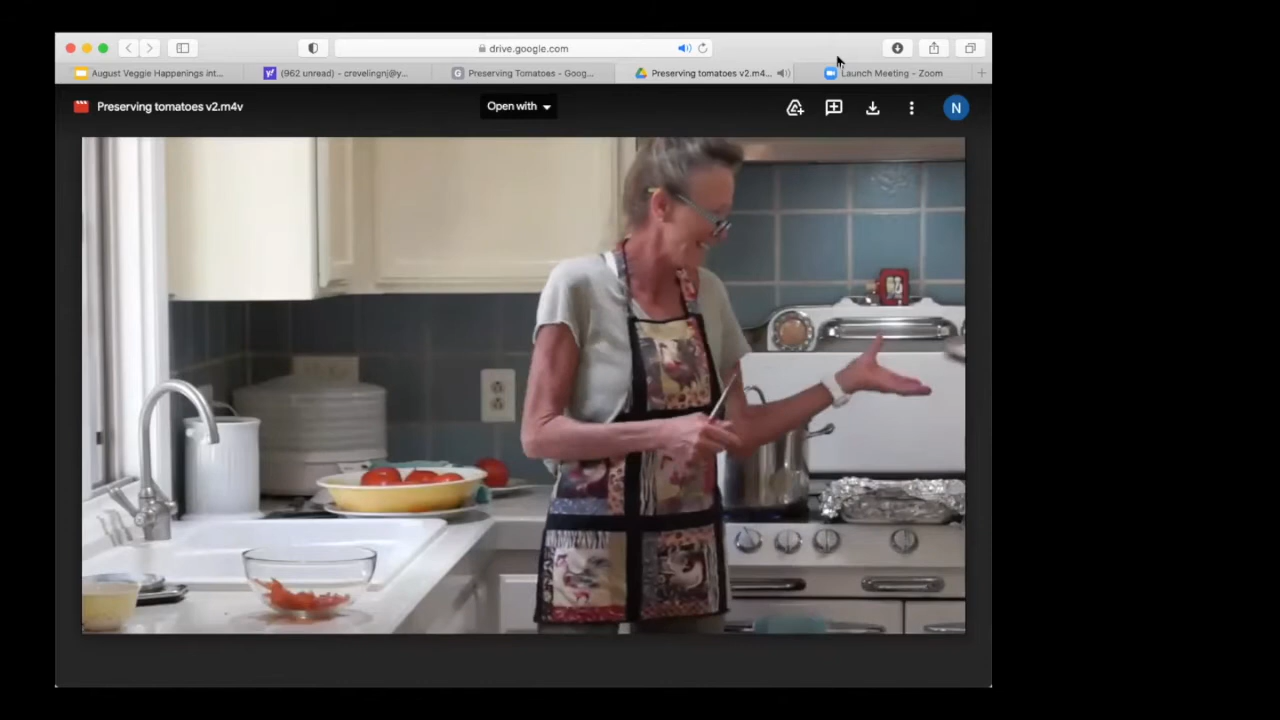 drive.google.com
August Veggie Happenings int...
(962 unread) - crevelingnj@y...
Preserving Tomatoes - Goog...
Preserving tomatoes v2.m4...
Launch Meeting - Zoom
Preserving tomatoes v2.m4v
Open with
N